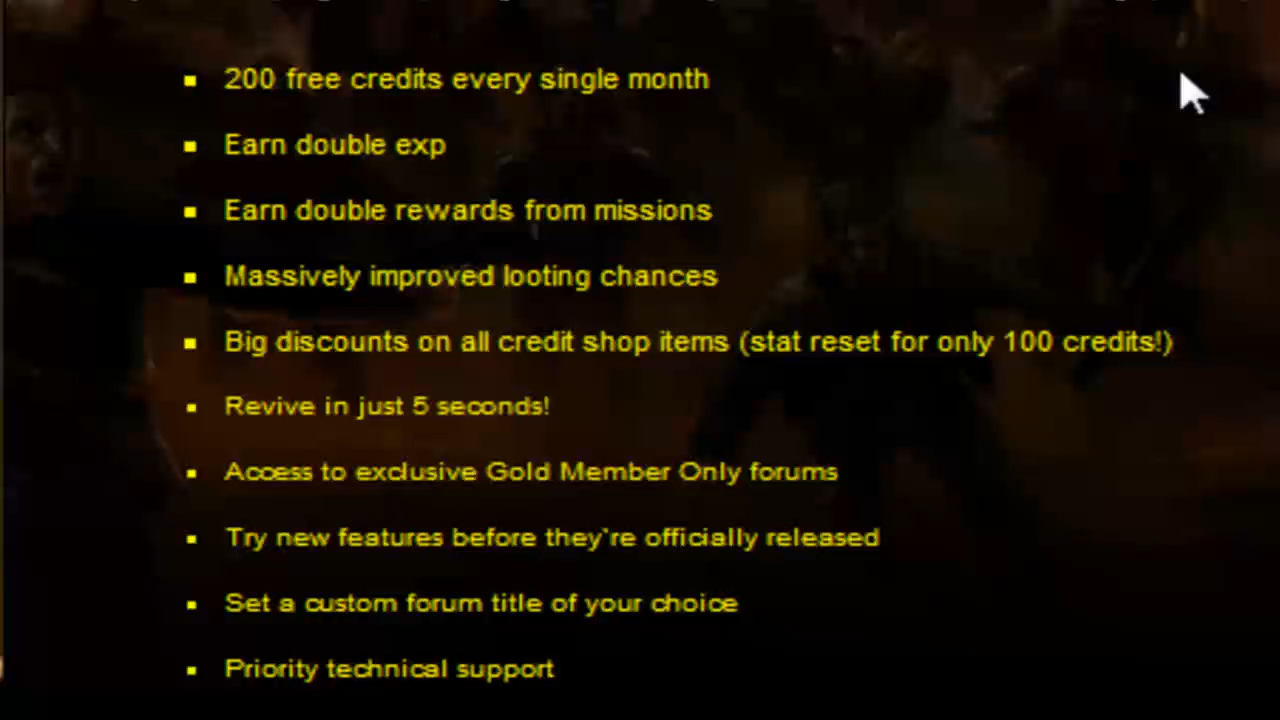 200 free credits every single month
Earn double exp
Earn double rewards from missions
Massively improved looting chances
Big discounts on all credit shop items (stat reset for only 100 credits!)
Revive in just 5 seconds!
Access to exclusive Gold Member Only forums
Try new features before they're officially released
Set a custom forum title of your choice
Priority technical support